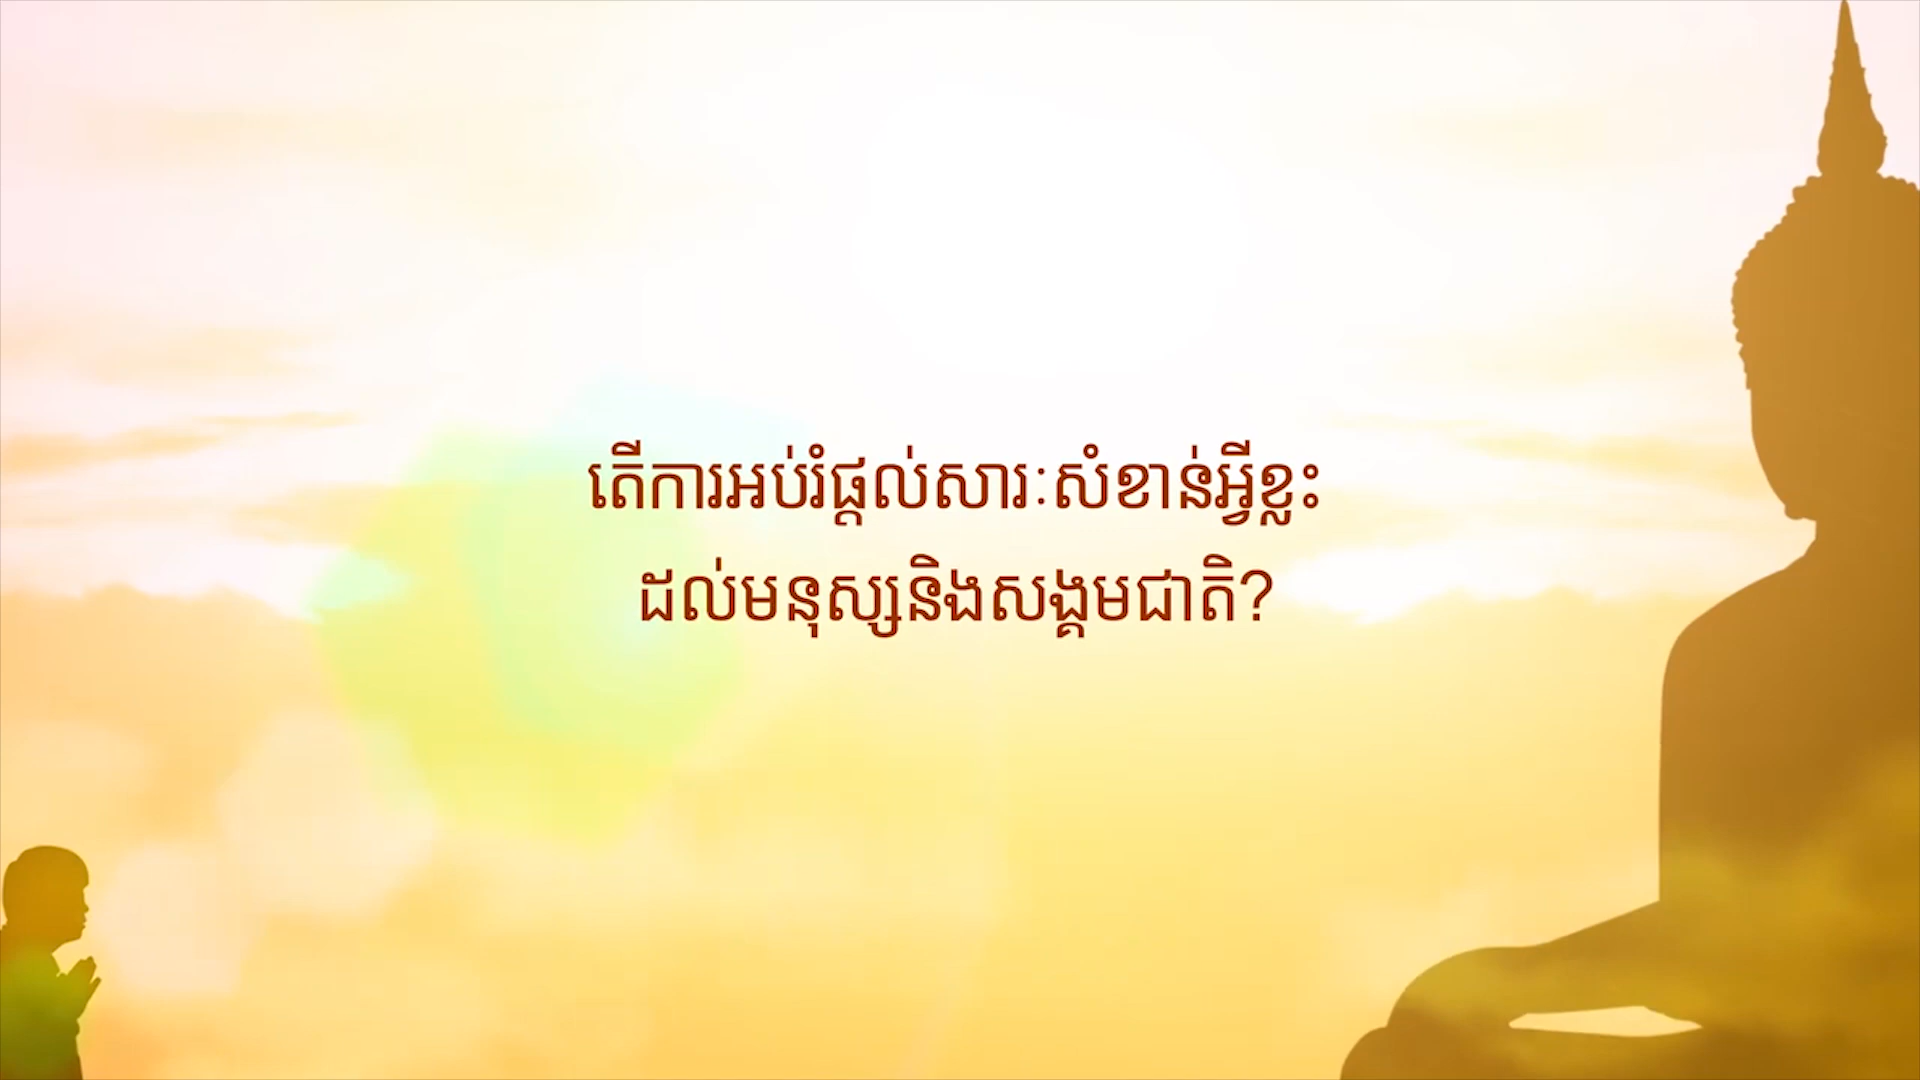 តើការអប់រំផ្ដល់សារៈសំខាន់អ្វីខ្លះ
ដល់មនុស្សនិងសង្គមជាតិ?